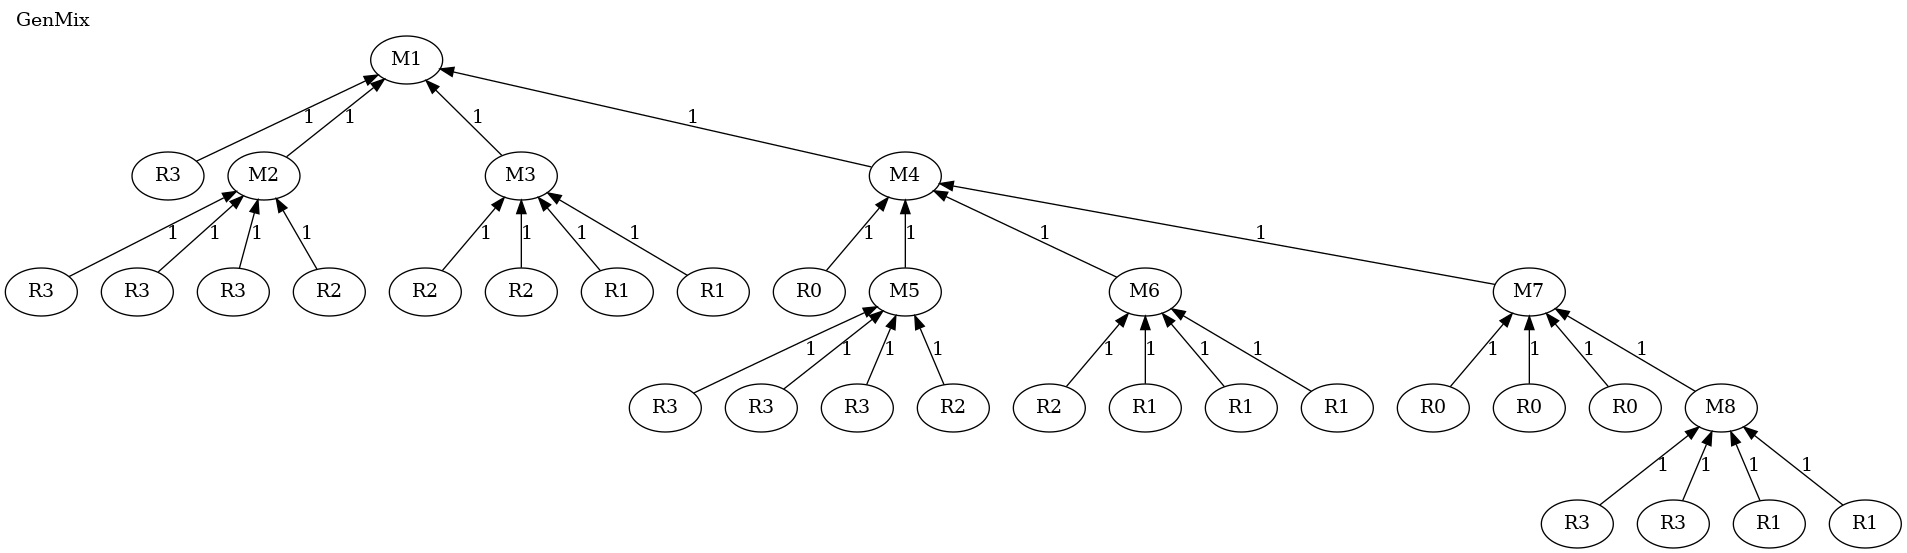 GenMix
M1
1 1 1 1
R3 M2 M3 M4
1 1 1 1 1 1 1 1 1 1 1 1
R3 R3 R3 R2 R2 R2 R1 R1 R0 M5 M6 M7
1 1 1 1 1 1 1 1 1 1 1 1
R3 R3 R3 R2 R2 R1 R1 R1 R0 R0 R0 M8
1 1 1 1
R3 R3 R1 R1